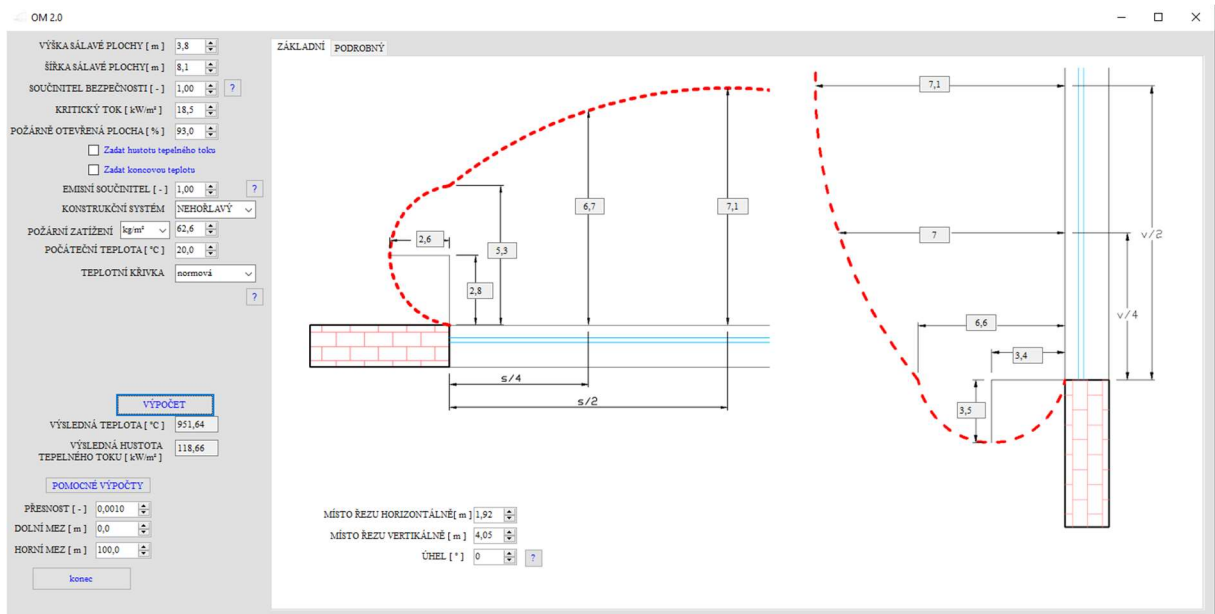 OM 2.0
VÝŠKA SÁLAVÉ PLOCHY [ m ] 3,8
ŠÍŘKA SÁLAVÉ PLOCHY[ m ] 8,1
SOUČINITEL BEZPEČNOSTI [ - ] 1,00 ?
KRITICKÝ TOK [ kW/m² ] 18,5
POŽÁRNĚ OTEVŘENÁ PLOCHA [ % ] 93,0
Zadat hustotu tepelného toku
Zadat koncovou teplotu
EMISNÍ SOUČINITEL [ - ] 1,00 ?
KONSTRUKČNÍ SYSTÉM NEHOŘLAVÝ
POŽÁRNÍ ZATÍŽENÍ kg/m² 62,6
POČÁTEČNÍ TEPLOTA [ °C ] 20,0
TEPLOTNÍ KŘIVKA normová
?
VÝPOČET
VÝSLEDNÁ TEPLOTA [ °C ] 951,64
VÝSLEDNÁ HUSTOTA
TEPELNÉHO TOKU [ kW/m² ] 118,66
POMOCNÉ VÝPOČTY
PŘESNOST [ - ] 0,0010
DOLNÍ MEZ [ m ] 0,0
HORNÍ MEZ [ m ] 100,0
konec
ZÁKLADNÍ PODROBNÝ
2,6
5,3
2,8
6,7
7,1
s/4
s/2
7,1
7
v/2
v/4
6,6
3,4
3,5
MÍSTO ŘEZU HORIZONTÁLNĚ[ m ] 1,92
MÍSTO ŘEZU VERTIKÁLNĚ [ m ] 4,05
ÚHEL [ ° ] 0 ?